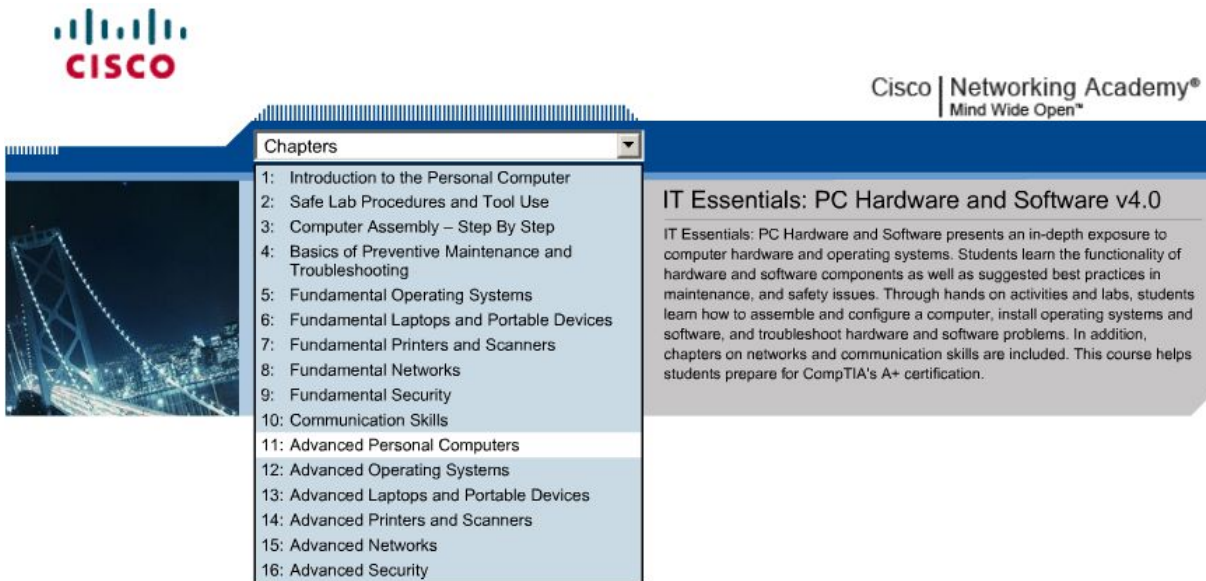 CISCO
Cisco | Networking Academy®
Mind Wide Open™
Chapters
1: Introduction to the Personal Computer
2: Safe Lab Procedures and Tool Use
3: Computer Assembly – Step By Step
4: Basics of Preventive Maintenance and
Troubleshooting
5: Fundamental Operating Systems
6: Fundamental Laptops and Portable Devices
7: Fundamental Printers and Scanners
8: Fundamental Networks
9: Fundamental Security
10: Communication Skills
11: Advanced Personal Computers
12: Advanced Operating Systems
13: Advanced Laptops and Portable Devices
14: Advanced Printers and Scanners
15: Advanced Networks
16: Advanced Security
IT Essentials: PC Hardware and Software v4.0
IT Essentials: PC Hardware and Software presents an in-depth exposure to
computer hardware and operating systems. Students learn the functionality of
hardware and software components as well as suggested best practices in
maintenance, and safety issues. Through hands on activities and labs, students
learn how to assemble and configure a computer, install operating systems and
software, and troubleshoot hardware and software problems. In addition,
chapters on networks and communication skills are included. This course helps
students prepare for CompTIA's A+ certification.